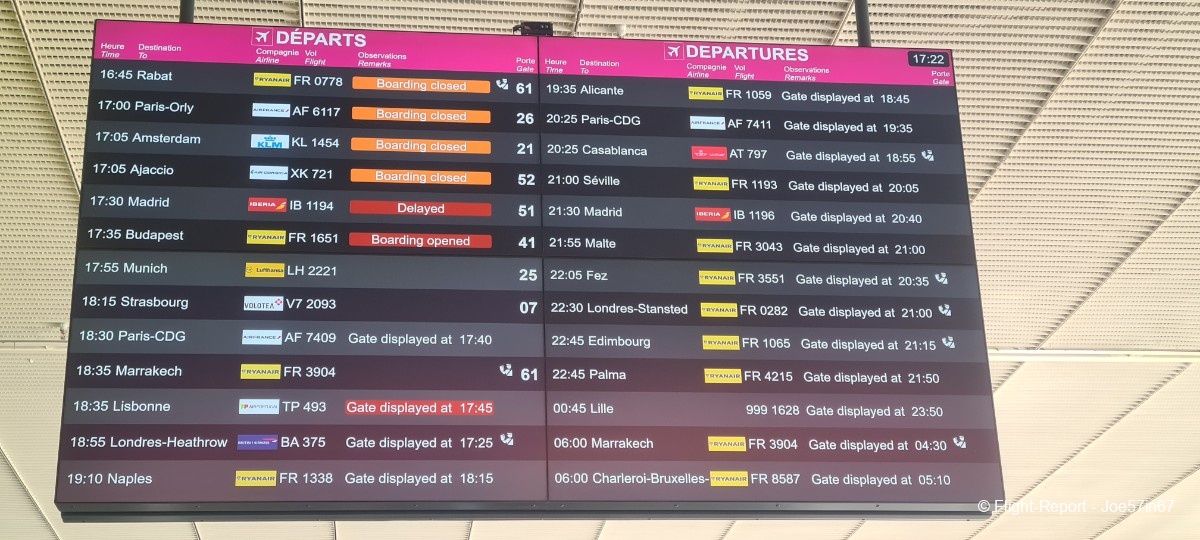 DÉPARTS
Heure Destination Compagnie Vol Observations Porte
Time To Airline Flight Remarks Gate
16:45 Rabat RYANAIR FR 0778 Boarding closed 61
17:00 Paris-Orly AIRFRANCE AF 6117 Boarding closed 26
17:05 Amsterdam KLM KL 1454 Boarding closed 21
17:05 Ajaccio AIR CORSICA XK 721 Boarding closed 52
17:30 Madrid IBERIA IB 1194 Delayed 51
17:35 Budapest RYANAIR FR 1651 Boarding opened 41
17:55 Munich Lufthansa LH 2221 25
18:15 Strasbourg VOLOTEA V7 2093 07
18:30 Paris-CDG AIRFRANCE AF 7409 Gate displayed at 17:40
18:35 Marrakech RYANAIR FR 3904 61
18:35 Lisbonne TP 493 Gate displayed at 17:45
18:55 Londres-Heathrow BRITISH AIRWAYS BA 375 Gate displayed at 17:25
19:10 Naples RYANAIR FR 1338 Gate displayed at 18:15
DEPARTURES 17:22
Heure Destination Compagnie Vol Observations Porte
Time To Airline Flight Remarks Gate
19:35 Alicante RYANAIR FR 1059 Gate displayed at 18:45
20:25 Paris-CDG AIRFRANCE AF 7411 Gate displayed at 19:35
20:25 Casablanca AT 797 Gate displayed at 18:55
21:00 Séville RYANAIR FR 1193 Gate displayed at 20:05
21:30 Madrid IBERIA IB 1196 Gate displayed at 20:40
21:55 Malte RYANAIR FR 3043 Gate displayed at 21:00
22:05 Fez RYANAIR FR 3551 Gate displayed at 20:35
22:30 Londres-Stansted RYANAIR FR 0282 Gate displayed at 21:00
22:45 Edimbourg RYANAIR FR 1065 Gate displayed at 21:15
22:45 Palma RYANAIR FR 4215 Gate displayed at 21:50
00:45 Lille 999 1628 Gate displayed at 23:50
06:00 Marrakech RYANAIR FR 3904 Gate displayed at 04:30
06:00 Charleroi-Bruxelles- RYANAIR FR 8587 Gate displayed at 05:10
© Flight-Report - Joe57in67